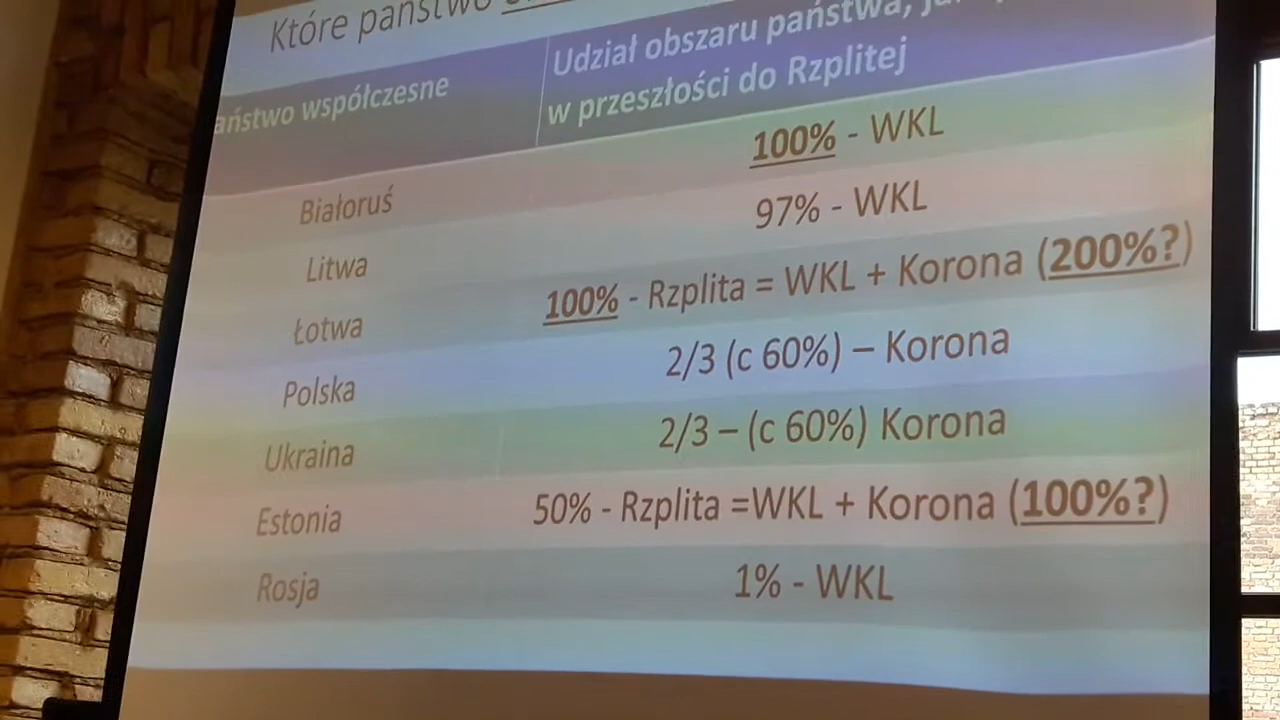 Które państwo
aństwo współczesne
Udział obszaru państwa,
w przeszłości do Rzplitej
Białoruś
100% - WKL
Litwa
97% - WKL
Łotwa
100% - Rzplita = WKL + Korona (200%?)
Polska
2/3 (c 60%) – Korona
Ukraina
2/3 – (c 60%) Korona
Estonia
50% - Rzplita =WKL + Korona (100%?)
Rosja
1% - WKL